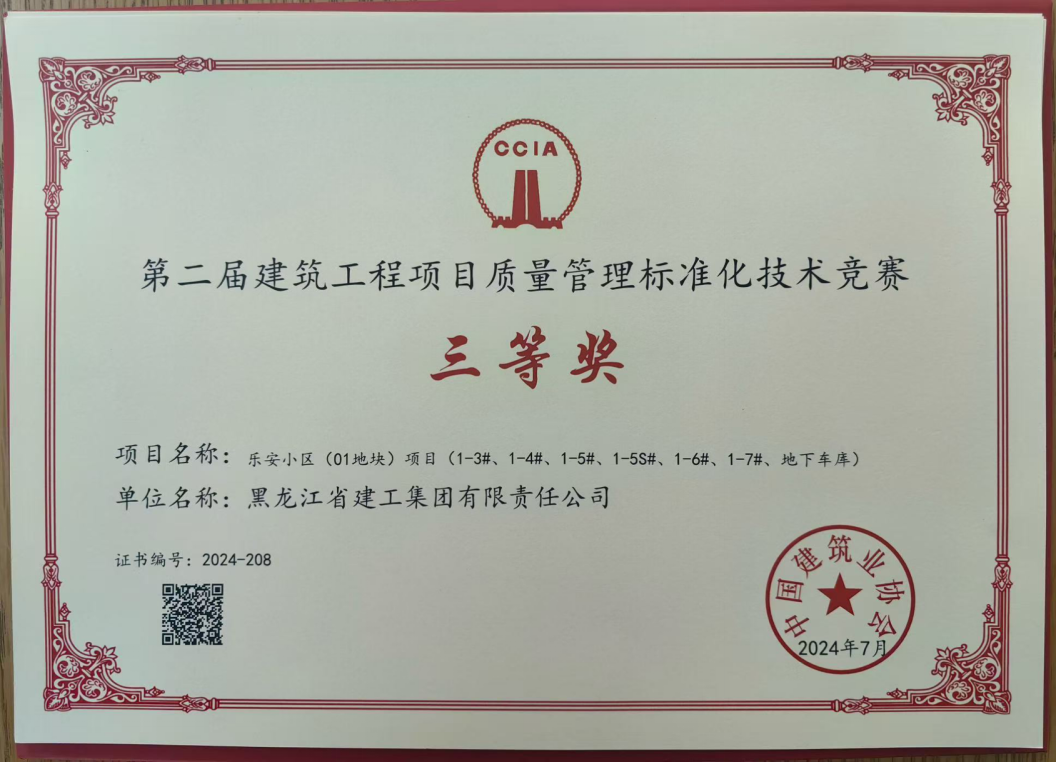 CCIA
第二届建筑工程项目质量管理标准化技术竞赛
三等奖
项目名称：乐安小区（01地块）项目（1-3#、1-4#、1-5#、1-5S#、1-6#、1-7#、地下车库）
单位名称：黑龙江省建工集团有限责任公司
证书编号：2024-208
中国建筑业协会
2024年7月